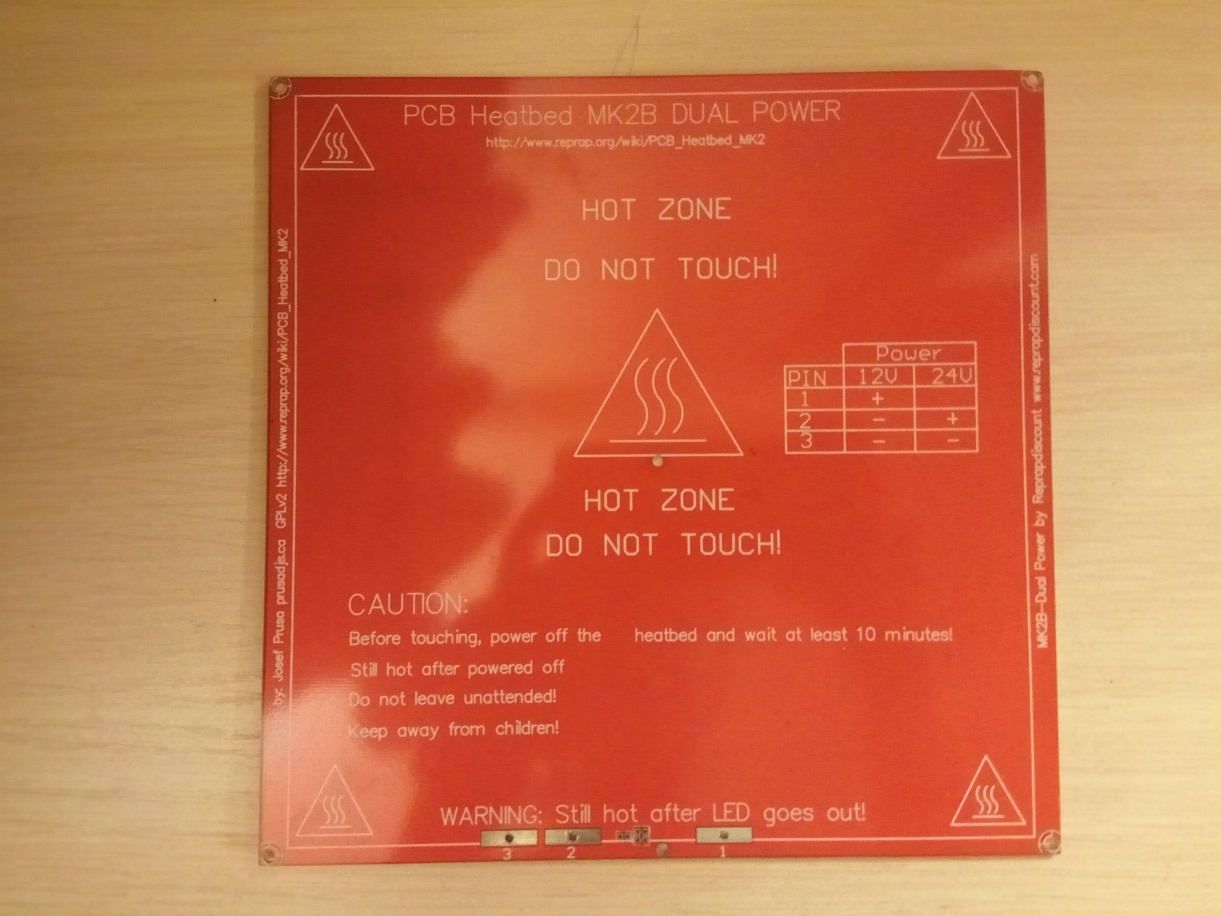 PCB Heatbed MK2B DUAL POWER
http://www.reprap.org/wiki/PCB_Heatbed_MK2
HOT ZONE
DO NOT TOUCH!
Power
PIN 12V 24V
1 +
2 - +
3 - -
HOT ZONE
DO NOT TOUCH!
CAUTION:
Before touching, power off the heatbed and wait at least 10 minutes!
Still hot after powered off
Do not leave unattended!
Keep away from children!
WARNING: Still hot after LED goes out!
3 2 1
by: Josef Prusa prusadjs.ca GPLv2 http://www.reprap.org/wiki/PCB_Heatbed_MK2
MK2B-Dual Power by Reprapdiscount www.reprapdiscount.com